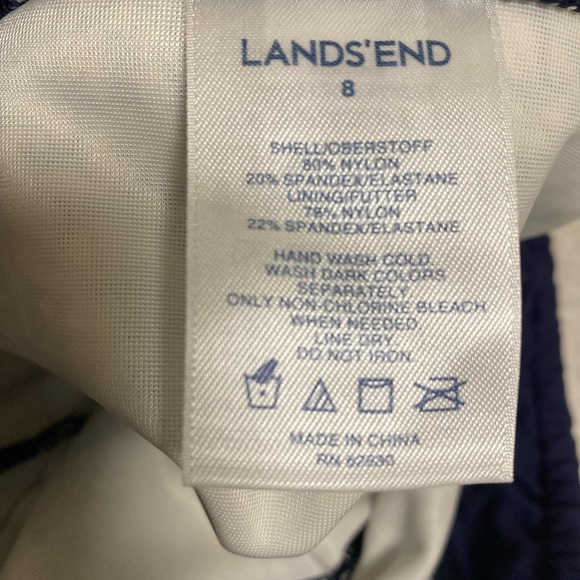 LANDS'END
8
SHELL/OBERSTOFF
80% NYLON
20% SPANDEX/ELASTANE
LINING/FUTTER
78% NYLON
22% SPANDEX/ELASTANE
HAND WASH COLD
WASH DARK COLORS
SEPARATELY
ONLY NON-CHLORINE BLEACH
WHEN NEEDED
LINE DRY
DO NOT IRON
MADE IN CHINA
RN 62830